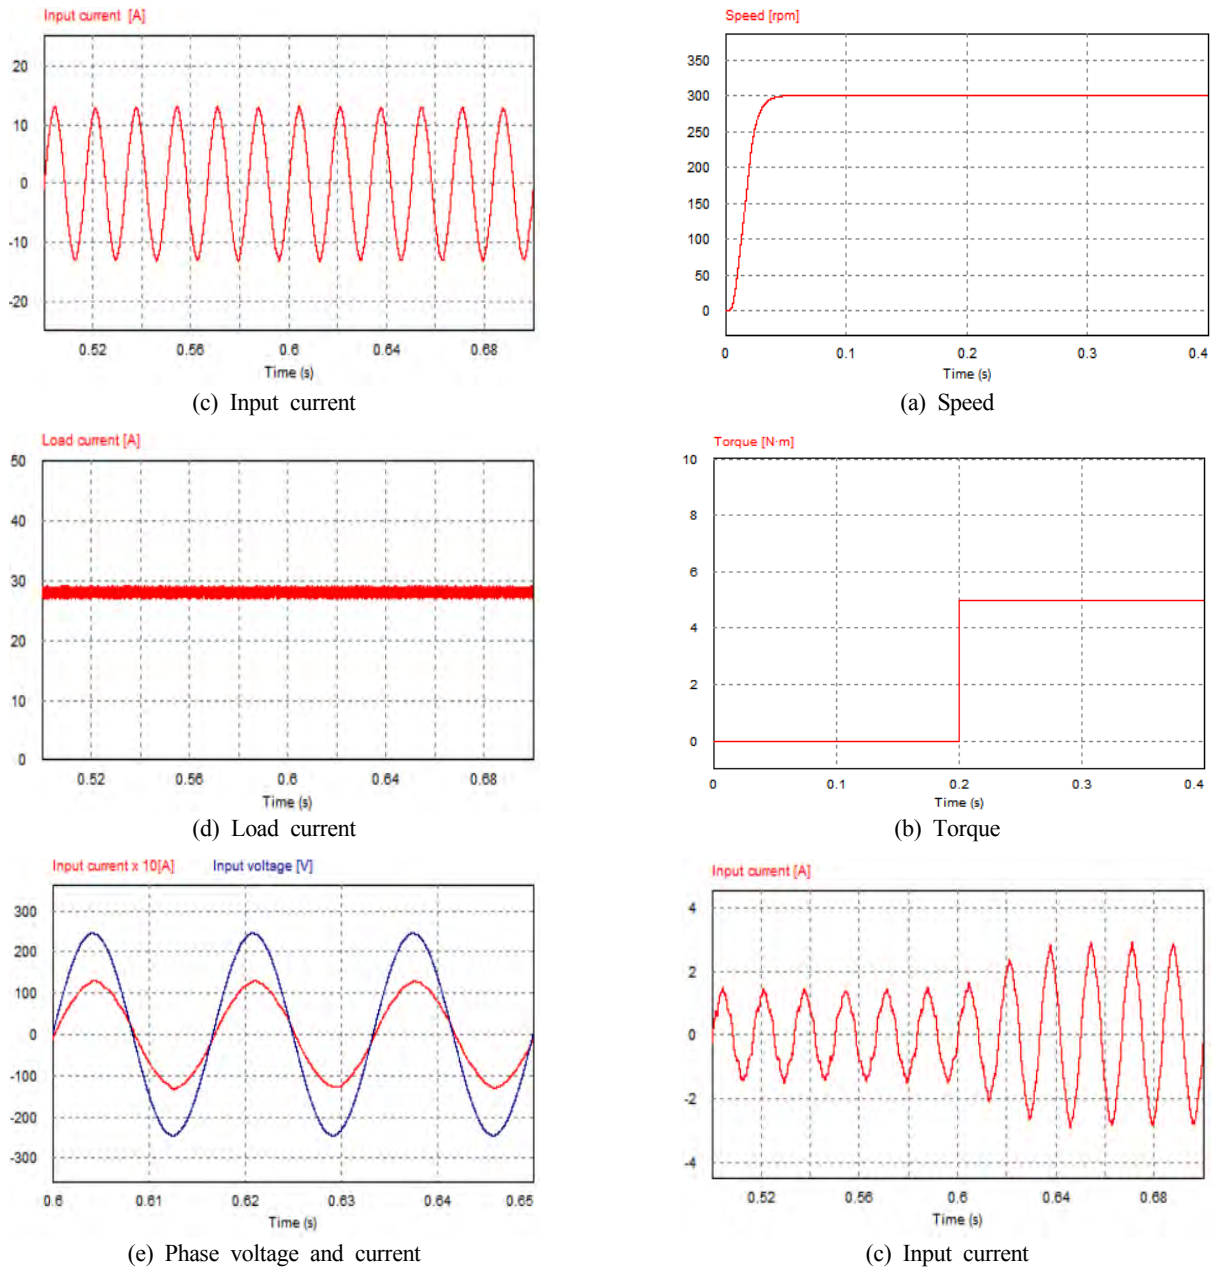 Input current [A]
20
10
0
-10
-20
0.52 0.56 0.6 0.64 0.68
Time (s)
(c) Input current
Load current [A]
50
40
30
20
10
0
0.52 0.56 0.6 0.64 0.68
Time (s)
(d) Load current
Input current x 10[A] Input voltage [V]
300
200
100
0
-100
-200
-300
0.6 0.61 0.62 0.63 0.64 0.65
Time (s)
(e) Phase voltage and current
Speed [rpm]
350
300
250
200
150
100
50
0
0 0.1 0.2 0.3 0.4
Time (s)
(a) Speed
Torque [N·m]
10
8
6
4
2
0
0 0.1 0.2 0.3 0.4
Time (s)
(b) Torque
Input current [A]
4
2
0
-2
-4
0.52 0.56 0.6 0.64 0.68
Time (s)
(c) Input current